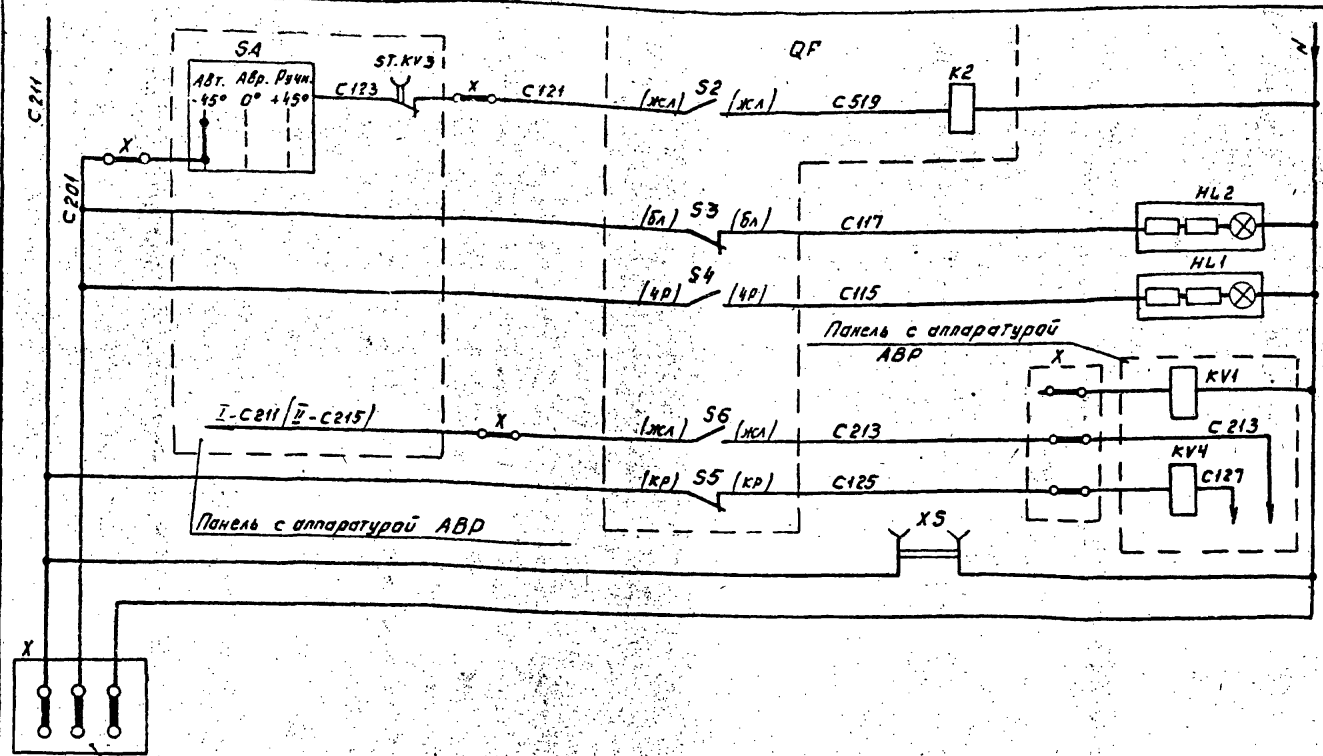 C211
C201
SA
Авт. Авр. Ручн.
-45° 0° +45°
C123
ST.KV3
X
C121
X
QF
(жл) S2 (жл)
C519
K2
N
(бл) S3 (бл)
C117
HL2
(чр) S4 (чр)
C115
HL1
Панель с аппаратурой
АВР
X
KV1
I-C211 (II-C215)
X
(жл) S6 (жл)
C213
C213
KV4
(кр) S5 (кр)
C125
C127
Панель с аппаратурой АВР
XS
X